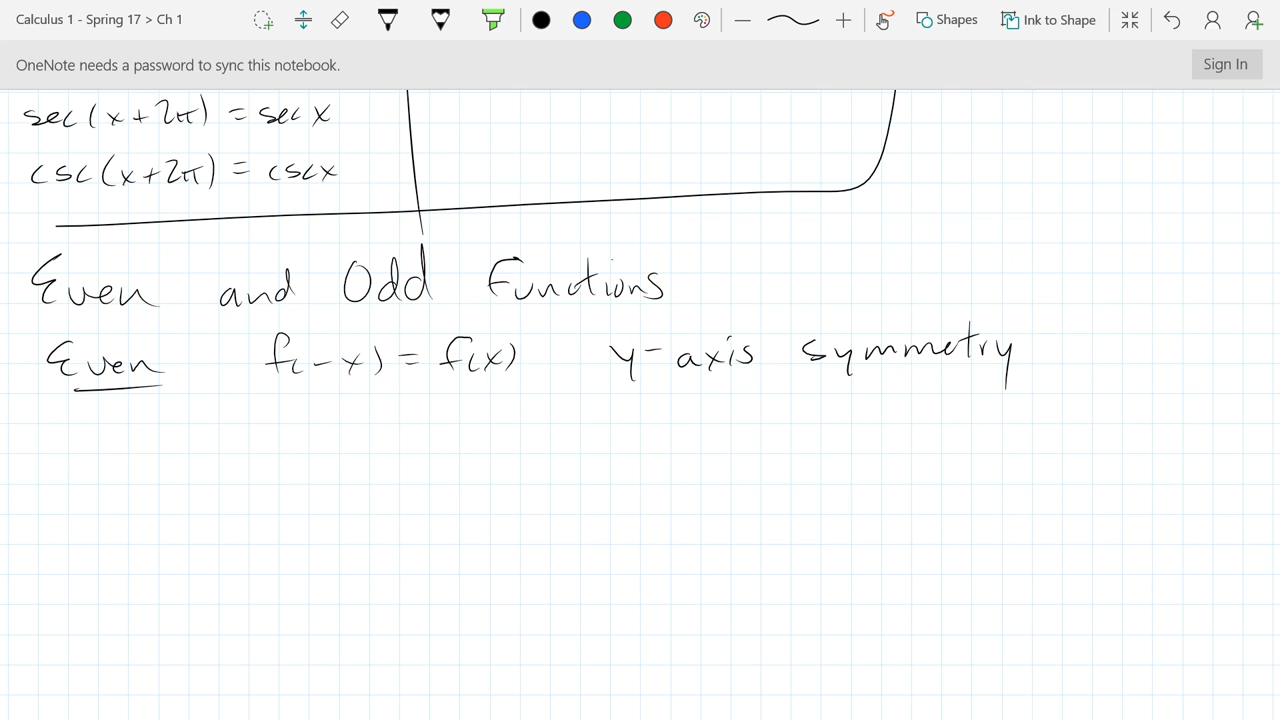 Calculus 1 - Spring 17 > Ch 1
Shapes
Ink to Shape
OneNote needs a password to sync this notebook.
Sign In
sec(x+2π) = sec x
csc(x+2π) = csc x
Even and Odd Functions
Even f(-x) = f(x) y-axis symmetry